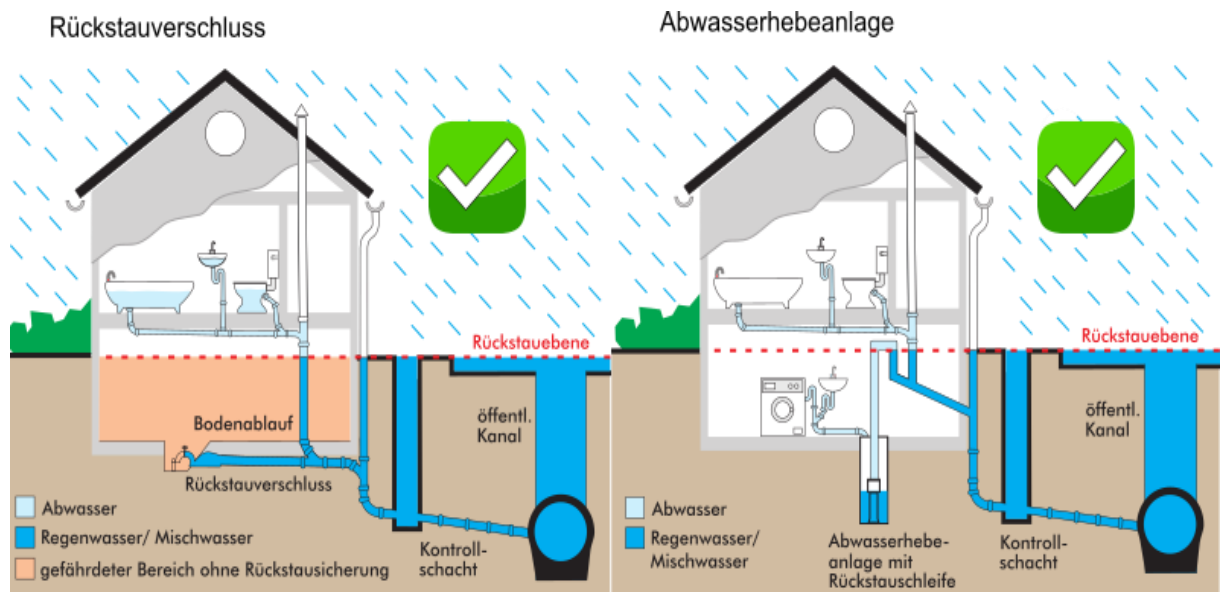 Rückstauverschluss
Rückstauebene
Bodenablauf
öffentl.
Kanal
Rückstauverschluss
Abwasser
Regenwasser/ Mischwasser
gefährdeter Bereich ohne Rückstausicherung
Kontroll-
schacht
Abwasserhebeanlage
Rückstauebene
öffentl.
Kanal
Abwasser
Regenwasser/
Mischwasser
Abwasserhebe-
anlage mit
Rückstauschleife
Kontroll-
schacht